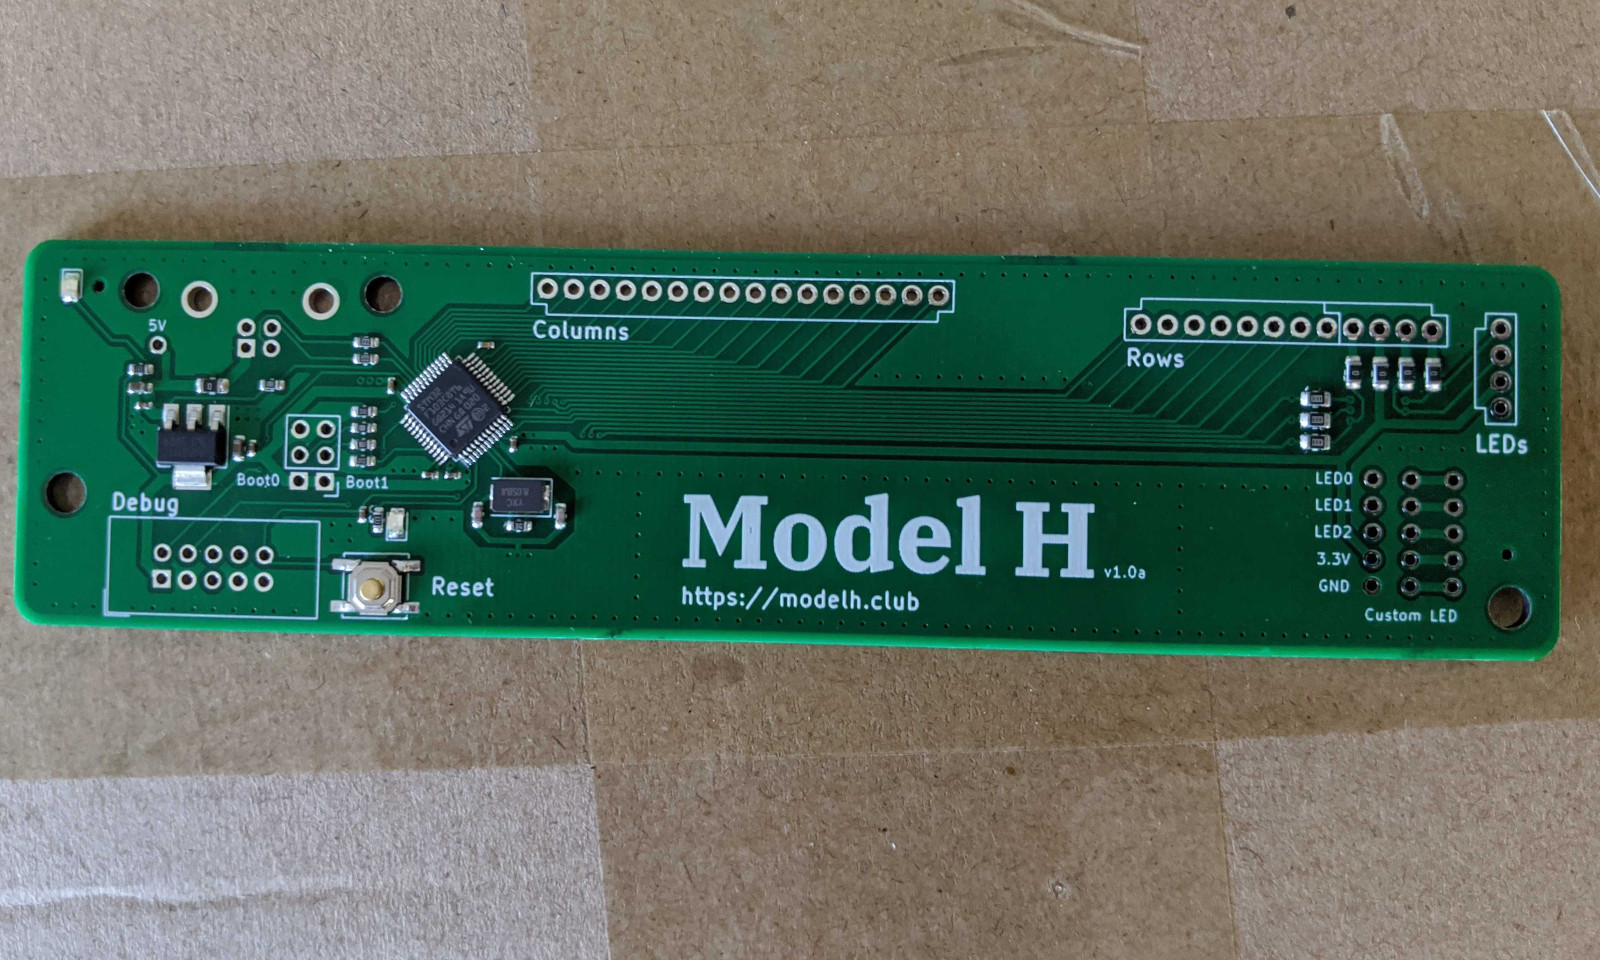 5V
Columns
Rows
LEDs
Boot0
Boot1
Debug
Reset
Model H v1.0a
https://modelh.club
LED0
LED1
LED2
3.3V
GND
Custom LED
YXC